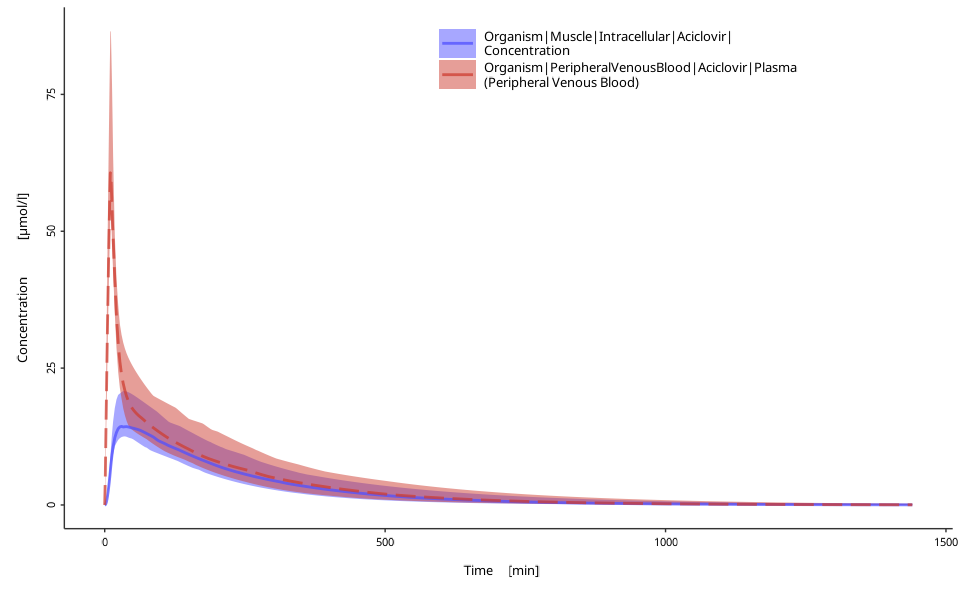 Organism|Muscle|Intracellular|Aciclovir|
Concentration
Organism|PeripheralVenousBlood|Aciclovir|Plasma
(Peripheral Venous Blood)
Concentration [µmol/l]
75
50
25
0
0 500 1000 1500
Time [min]